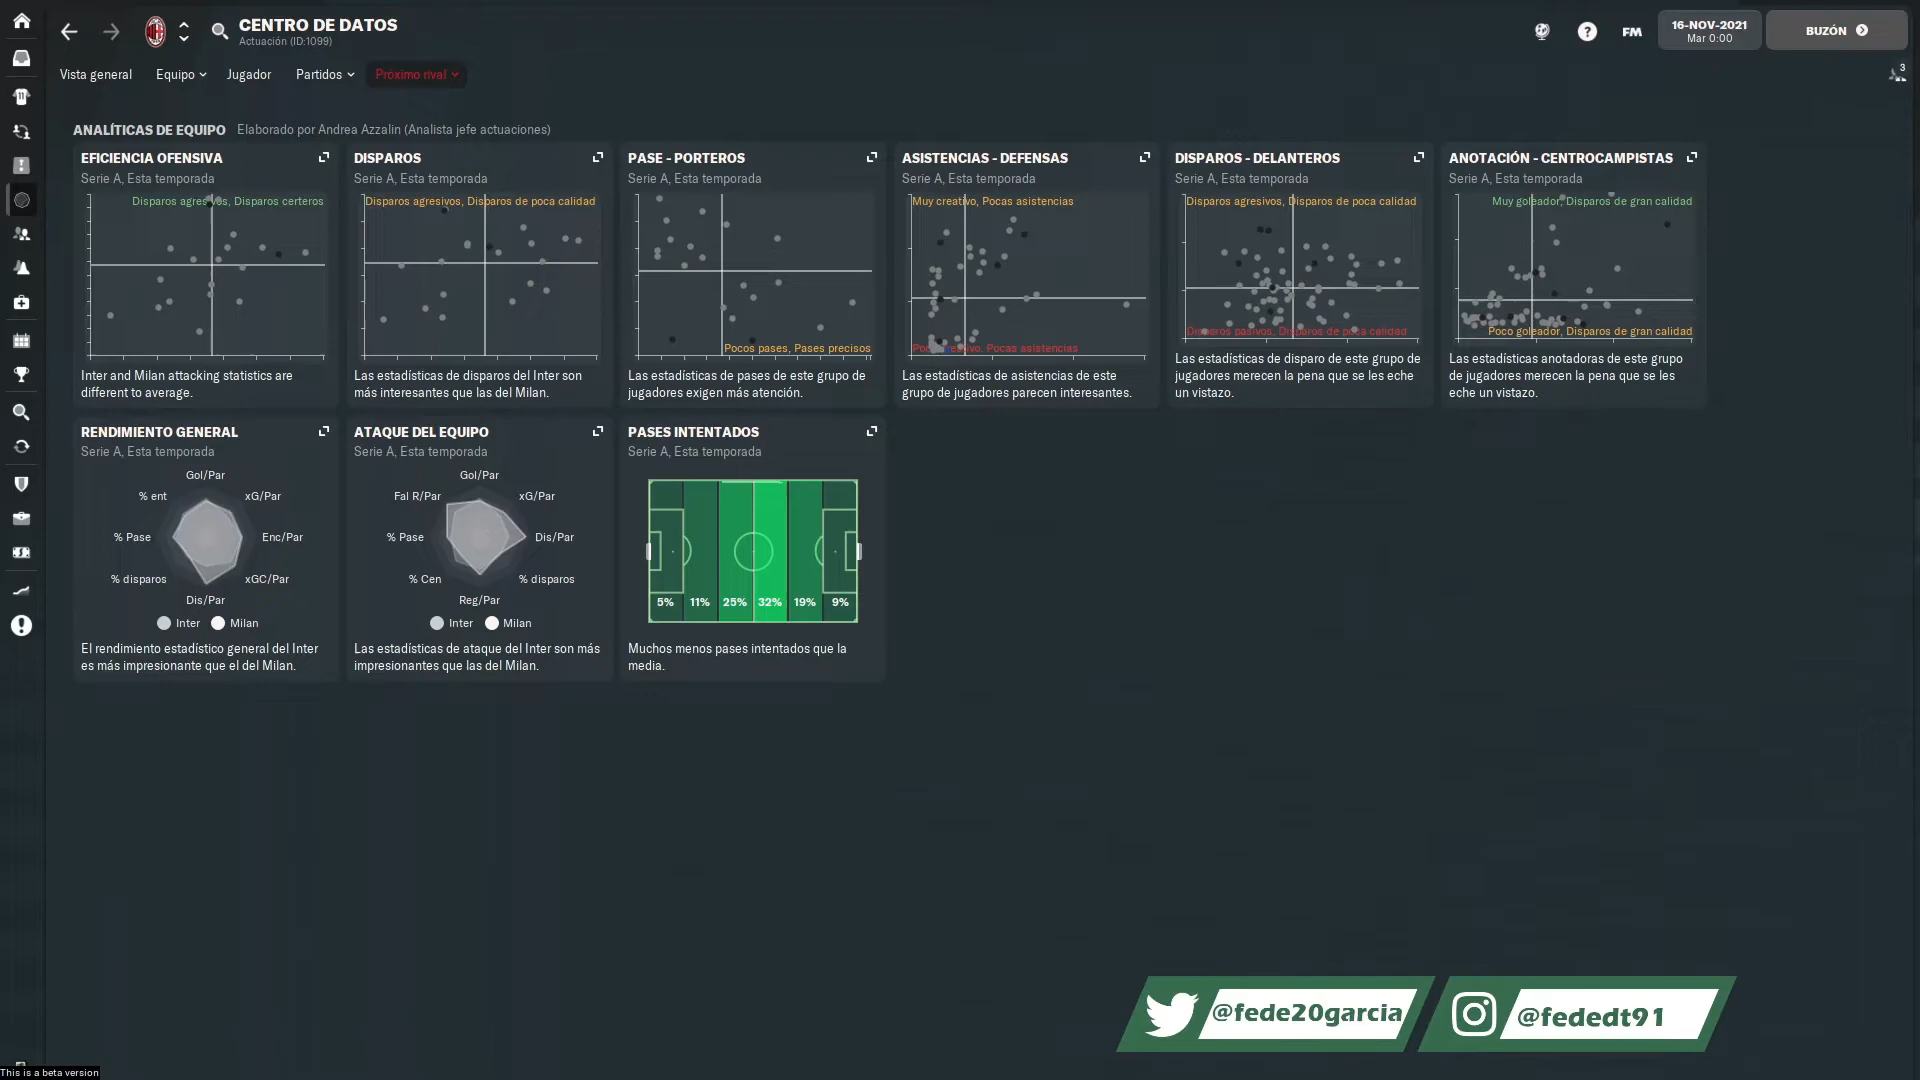 CENTRO DE DATOS
Actuación (ID:1099)
FM
16-NOV-2021
Mar 0:00
BUZÓN
Vista general
Equipo
Jugador
Partidos
Próximo rival
3
11
ANALÍTICAS DE EQUIPO Elaborado por Andrea Azzalin (Analista jefe actuaciones)
EFICIENCIA OFENSIVA
Serie A, Esta temporada
Disparos agresivos, Disparos certeros
Inter and Milan attacking statistics are
different to average.
DISPAROS
Serie A, Esta temporada
Disparos agresivos, Disparos de poca calidad
Las estadísticas de disparos del Inter son
más interesantes que las del Milan.
PASE - PORTEROS
Serie A, Esta temporada
Pocos pases, Pases precisos
Las estadísticas de pases de este grupo de
jugadores exigen más atención.
ASISTENCIAS - DEFENSAS
Serie A, Esta temporada
Muy creativo, Pocas asistencias
Poco creativo, Pocas asistencias
Las estadísticas de asistencias de este
grupo de jugadores parecen interesantes.
DISPAROS - DELANTEROS
Serie A, Esta temporada
Disparos agresivos, Disparos de poca calidad
Disparos pasivos, Disparos de poca calidad
Las estadísticas de disparo de este grupo de
jugadores merecen la pena que se les eche
un vistazo.
ANOTACIÓN - CENTROCAMPISTAS
Serie A, Esta temporada
Muy goleador, Disparos de gran calidad
Poco goleador, Disparos de gran calidad
Las estadísticas anotadoras de este grupo
de jugadores merecen la pena que se les
eche un vistazo.
RENDIMIENTO GENERAL
Serie A, Esta temporada
Gol/Par
% ent
xG/Par
% Pase
Enc/Par
% disparos
xGC/Par
Dis/Par
Inter
Milan
El rendimiento estadístico general del Inter
es más impresionante que el del Milan.
ATAQUE DEL EQUIPO
Serie A, Esta temporada
Gol/Par
Fal R/Par
xG/Par
% Pase
Dis/Par
% Cen
% disparos
Reg/Par
Inter
Milan
Las estadísticas de ataque del Inter son más
impresionantes que las del Milan.
PASES INTENTADOS
Serie A, Esta temporada
5% 11% 25% 32% 19% 9%
Muchos menos pases intentados que la
media.
@fede20garcia
@fededt91
This is a beta version